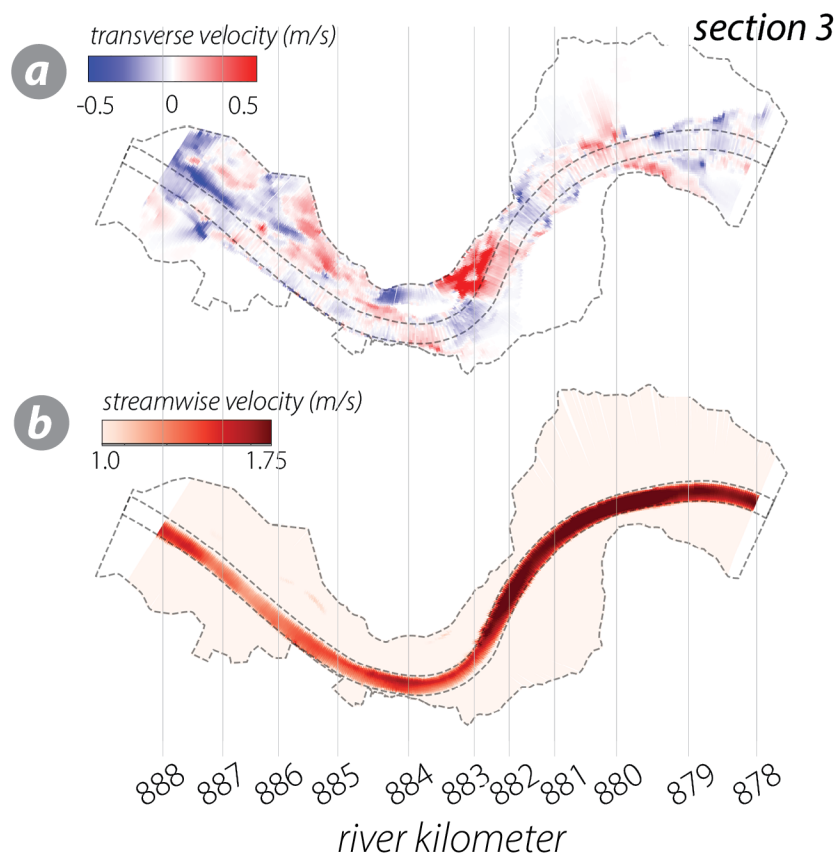 section 3
a
transverse velocity (m/s)
-0.5 0 0.5
b
streamwise velocity (m/s)
1.0 1.75
888 887 886 885 884 883 882 881 880 879 878
river kilometer